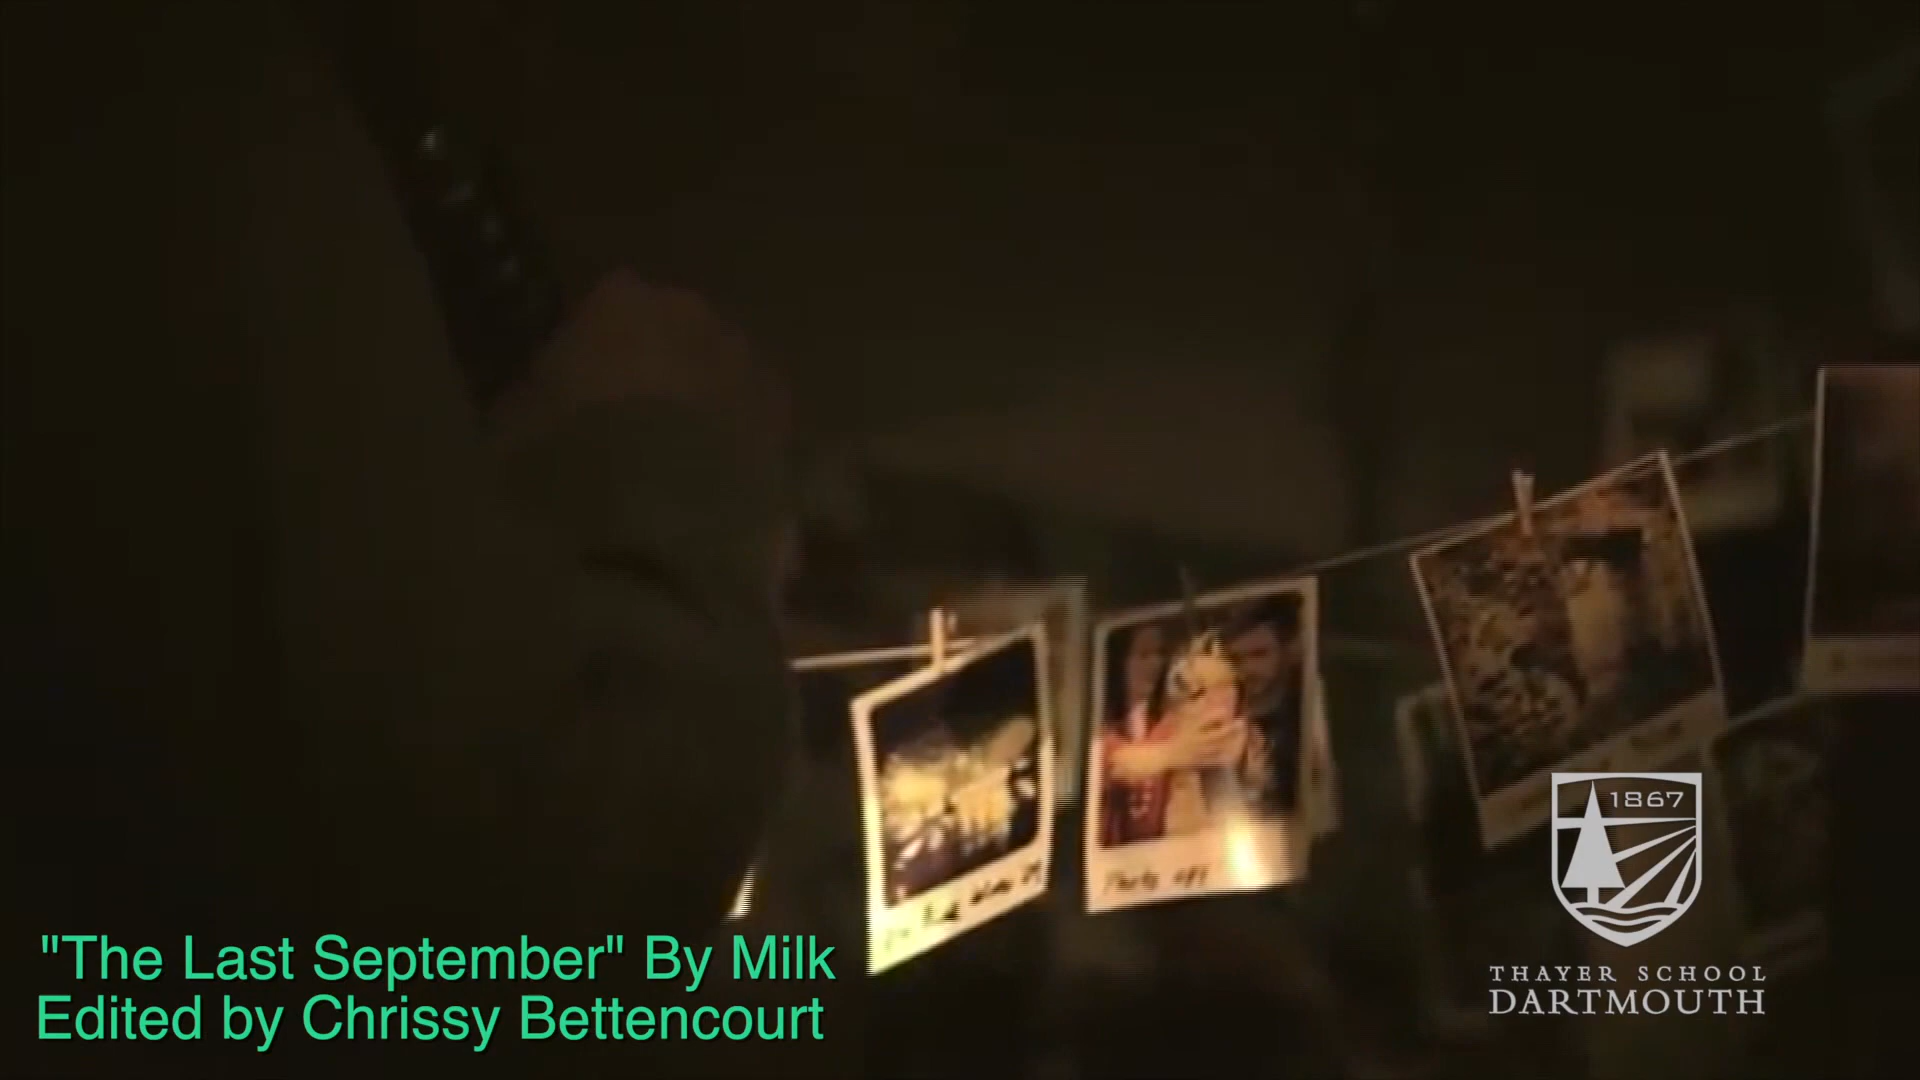 "The Last September" By Milk
Edited by Chrissy Bettencourt
1867
THAYER SCHOOL
DARTMOUTH